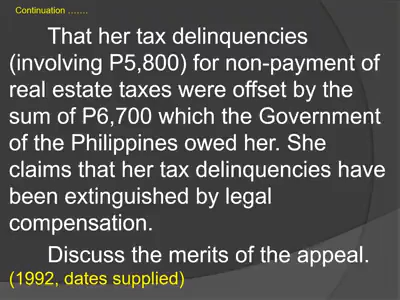 Continuation …….
That her tax delinquencies
(involving P5,800) for non-payment of
real estate taxes were offset by the
sum of P6,700 which the Government
of the Philippines owed her. She
claims that her tax delinquencies have
been extinguished by legal
compensation.
Discuss the merits of the appeal.
(1992, dates supplied)